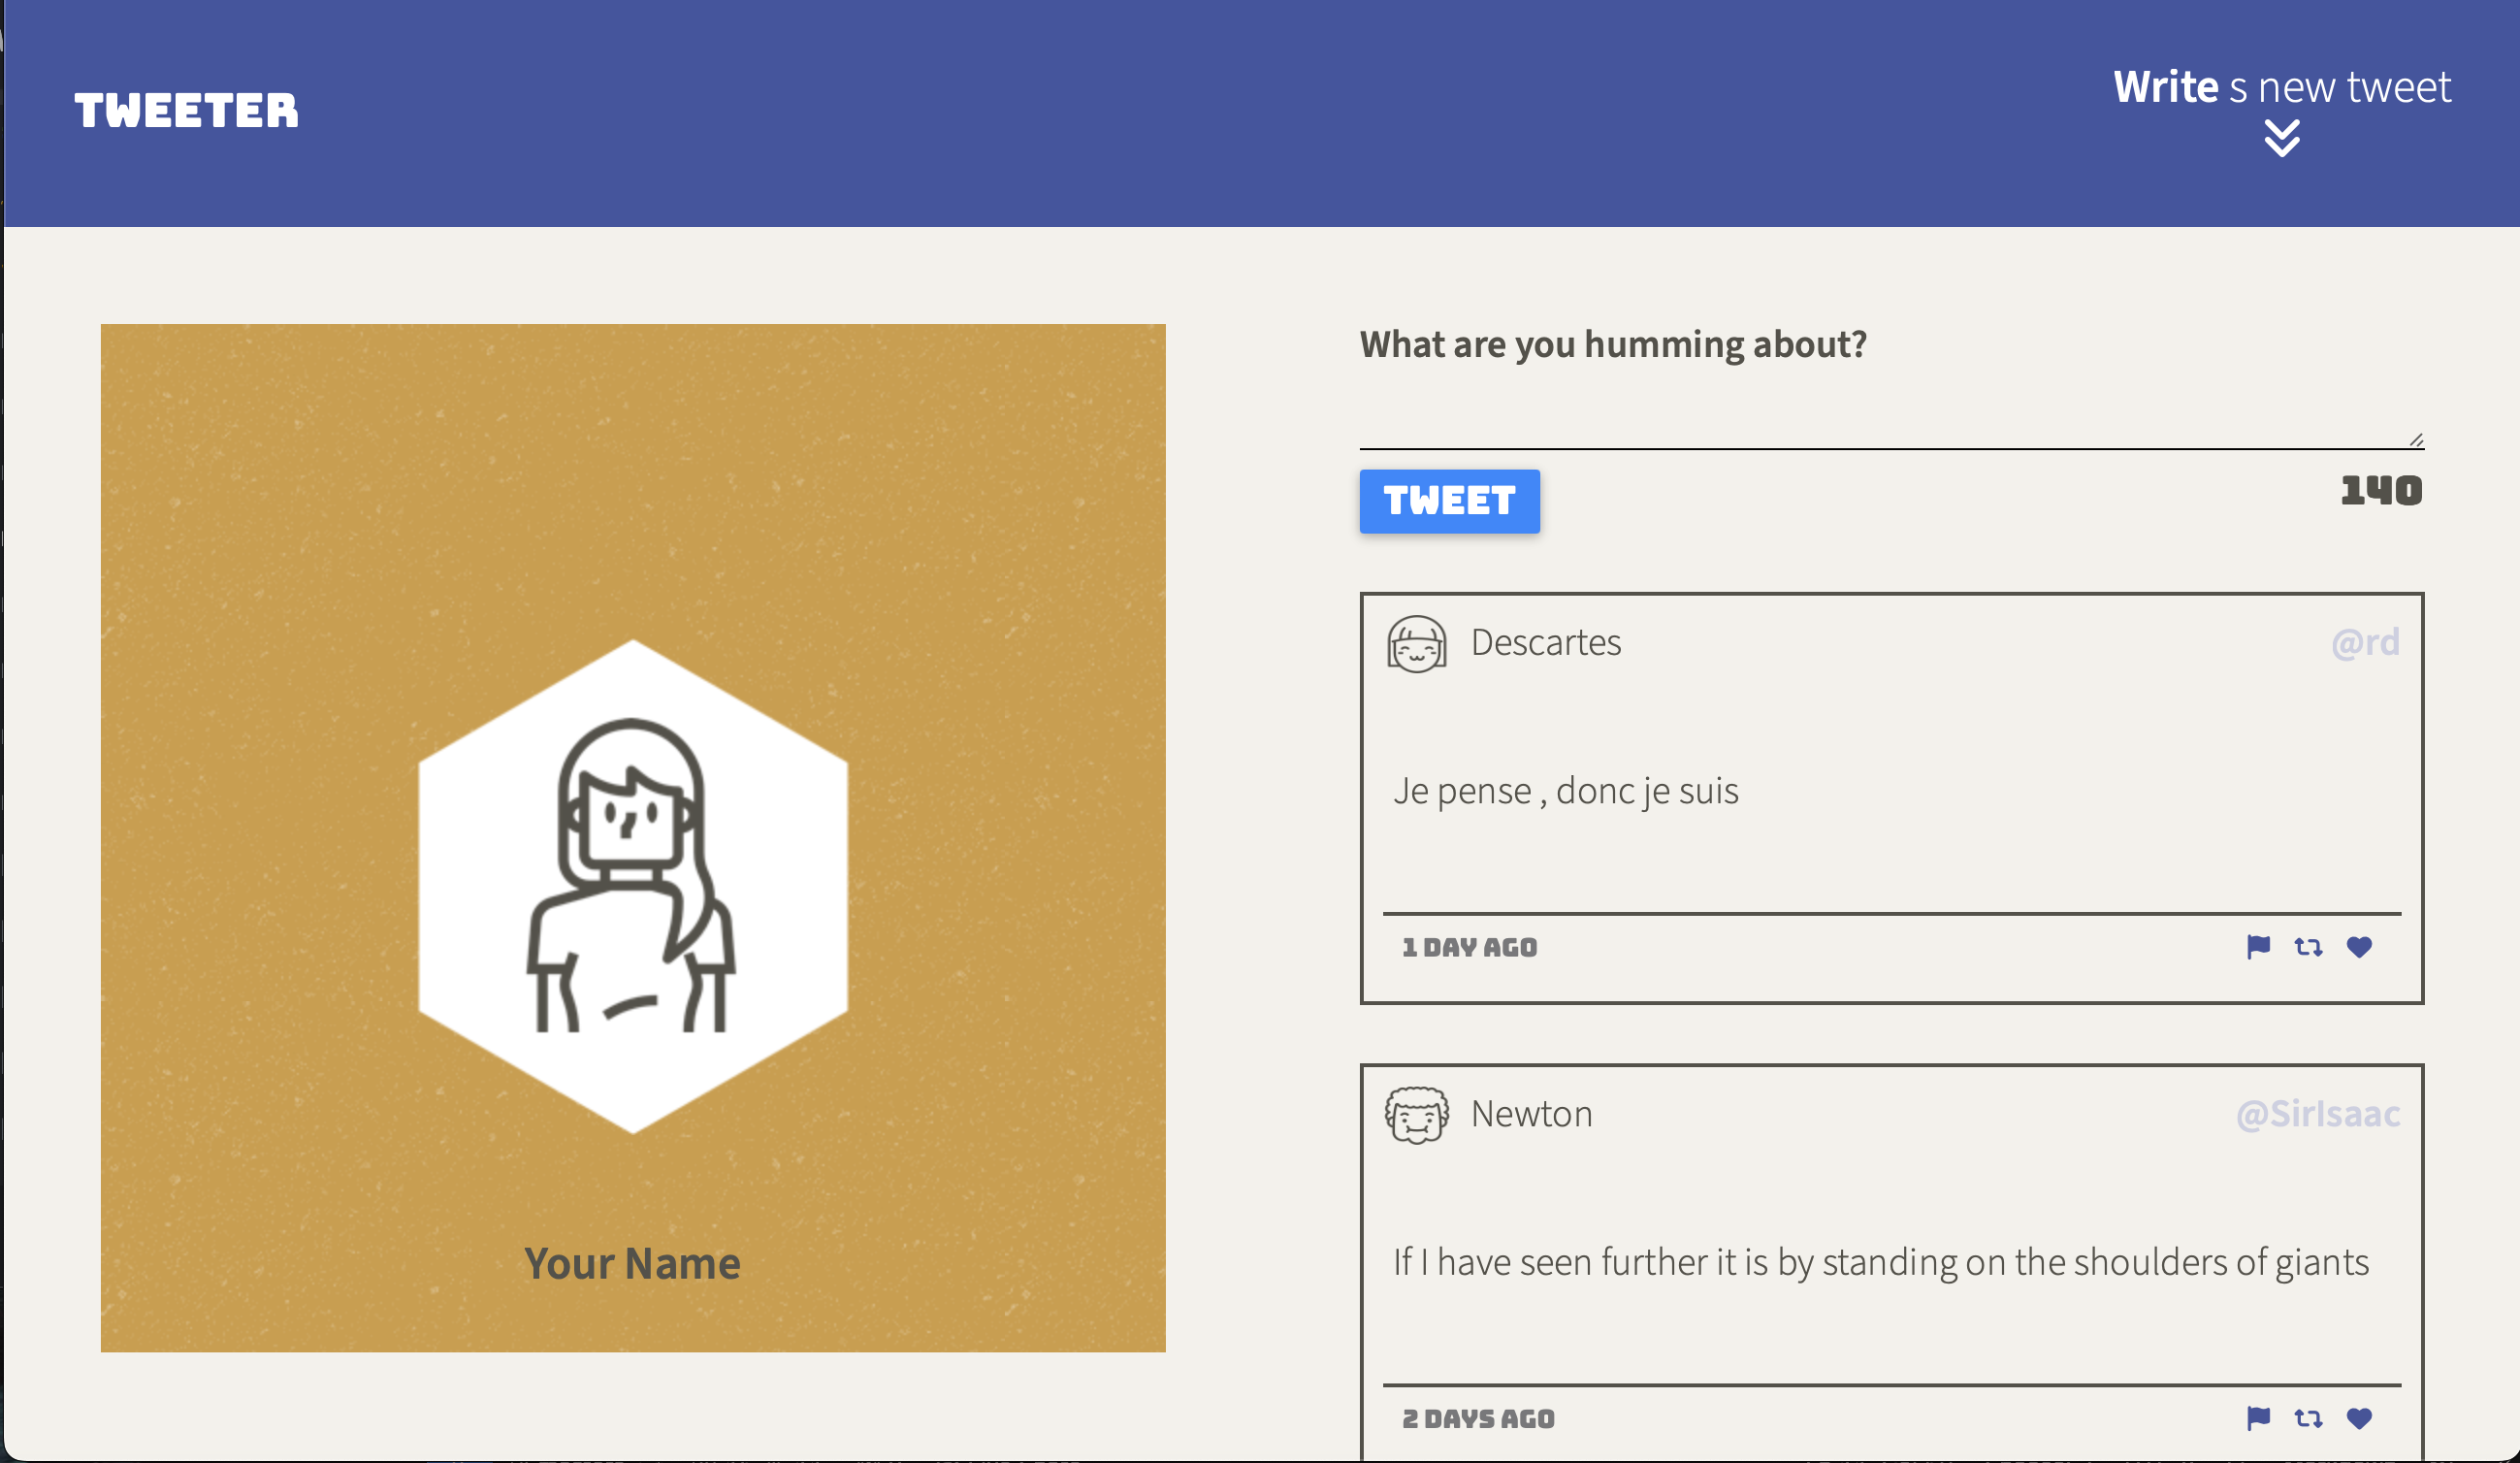 TWEETER
Write s new tweet
Your Name
What are you humming about?
TWEET
140
Descartes
@rd
Je pense , donc je suis
1 DAY AGO
Newton
@SirIsaac
If I have seen further it is by standing on the shoulders of giants
2 DAYS AGO